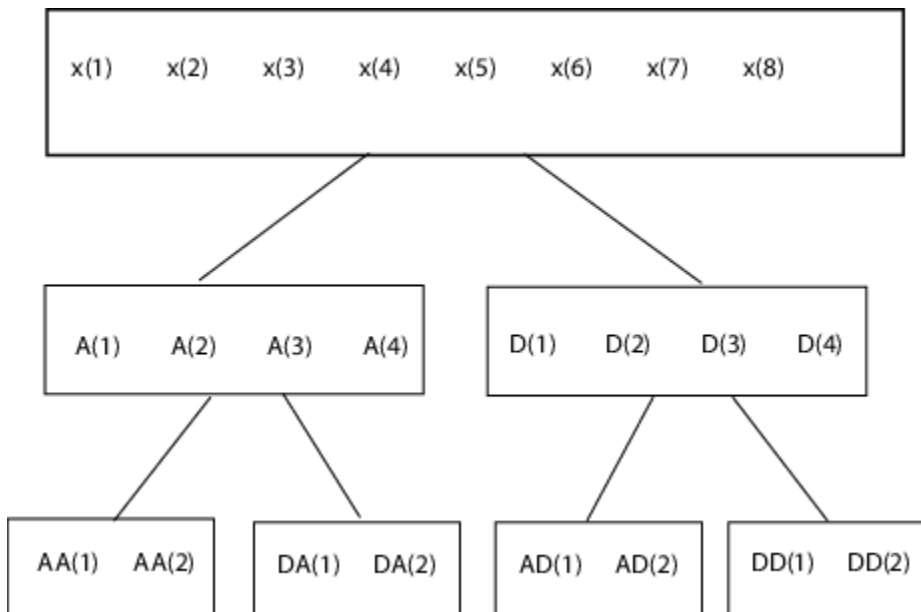 x(1) x(2) x(3) x(4) x(5) x(6) x(7) x(8)
A(1) A(2) A(3) A(4) D(1) D(2) D(3) D(4)
AA(1) AA(2) DA(1) DA(2) AD(1) AD(2) DD(1) DD(2)